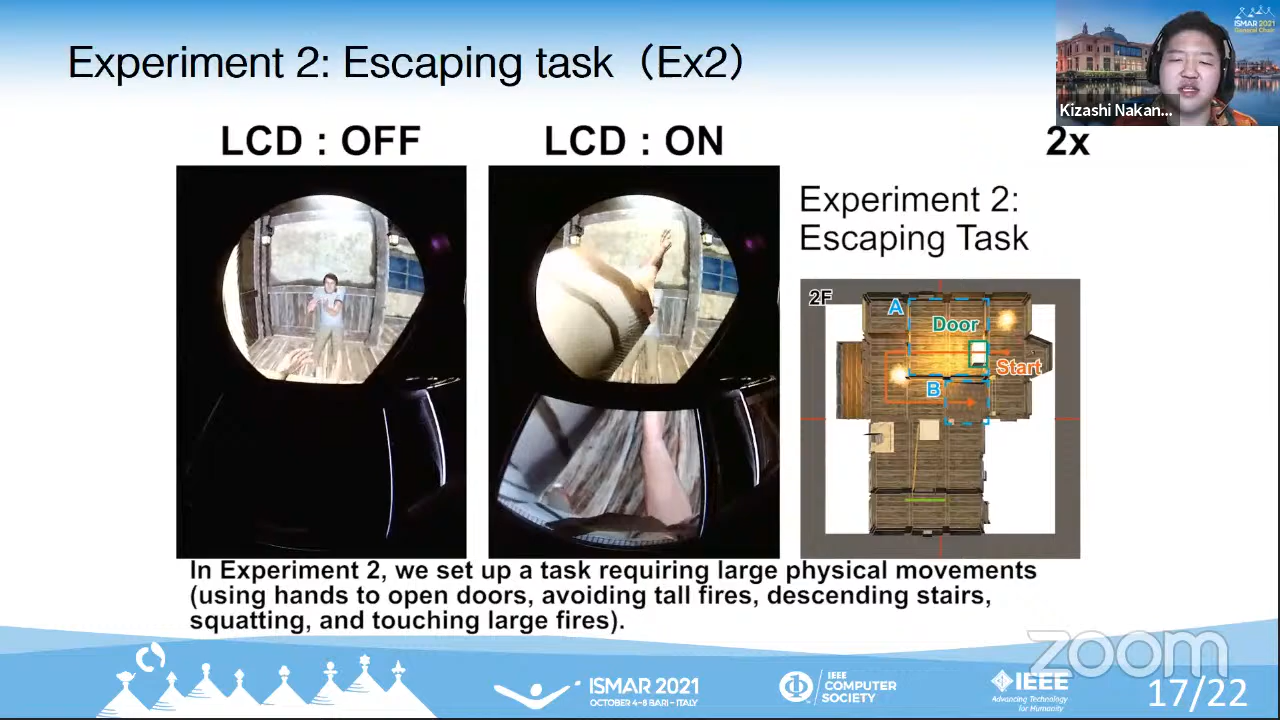 Experiment 2: Escaping task（Ex2）
ISMAR 2021
General Chair
Kizashi Nakan...
LCD : OFF
LCD : ON
2x
Experiment 2:
Escaping Task
2F
A
Door
Start
B
In Experiment 2, we set up a task requiring large physical movements
(using hands to open doors, avoiding tall fires, descending stairs,
squatting, and touching large fires).
zoom
ISMAR 2021
OCTOBER 4-8 BARI - ITALY
IEEE
COMPUTER
SOCIETY
IEEE
Advancing Technology
for Humanity
17/22